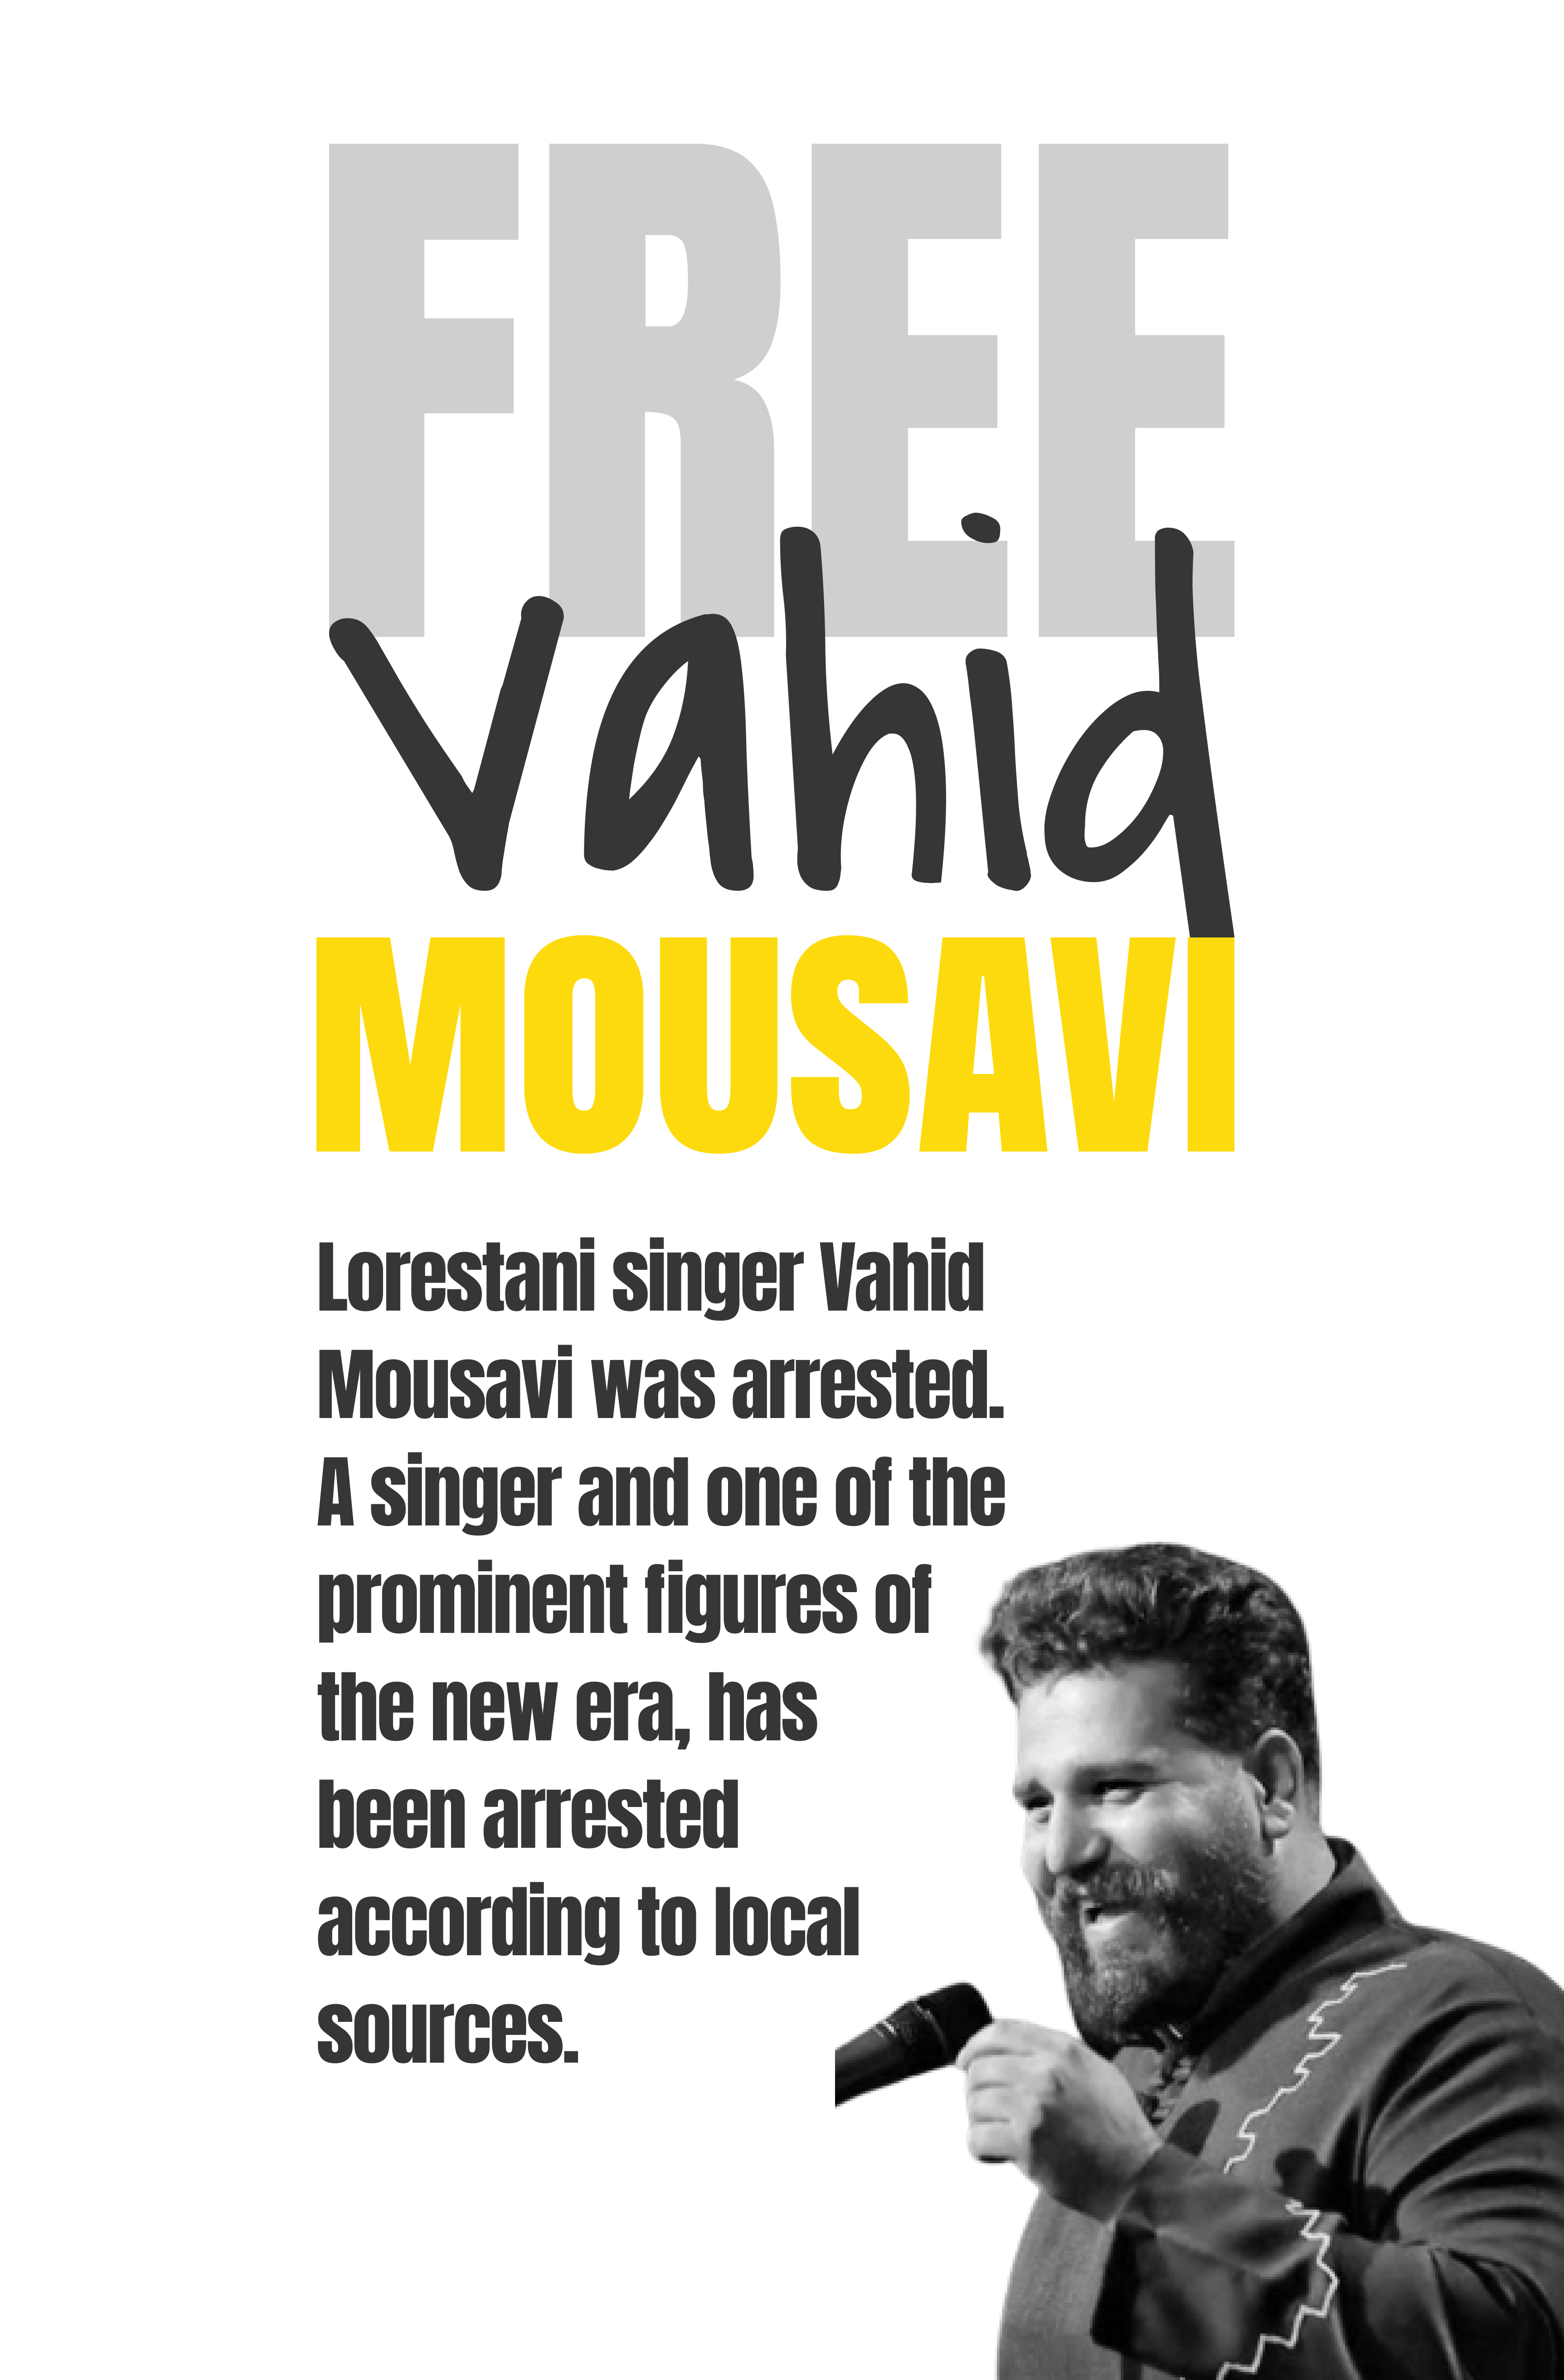 FREE
Vahid
MOUSAVI
Lorestani singer Vahid
Mousavi was arrested.
A singer and one of the
prominent figures of
the new era, has
been arrested
according to local
sources.